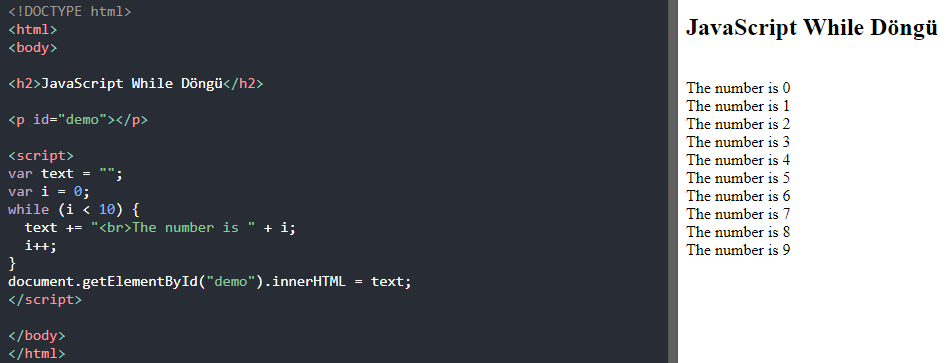 <!DOCTYPE html>
<html>
<body>

<h2>JavaScript While Döngü</h2>

<p id="demo"></p>

<script>
var text = "";
var i = 0;
while (i < 10) {
  text += "<br>The number is " + i;
  i++;
}
document.getElementById("demo").innerHTML = text;
</script>

</body>
</html>
JavaScript While Döngü
The number is 0
The number is 1
The number is 2
The number is 3
The number is 4
The number is 5
The number is 6
The number is 7
The number is 8
The number is 9